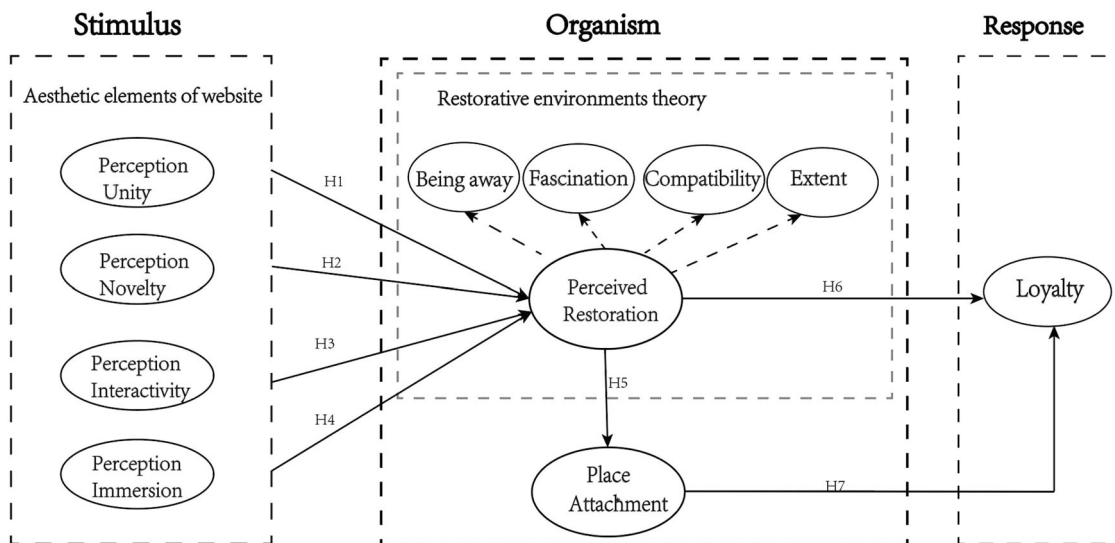 Stimulus
Organism
Response
Aesthetic elements of website
Restorative environments theory
Perception
Unity
Perception
Novelty
Perception
Interactivity
Perception
Immersion
H1
H2
H3
H4
Being away
Fascination
Compatibility
Extent
Perceived
Restoration
H5
H6
Place
Attachment
H7
Loyalty